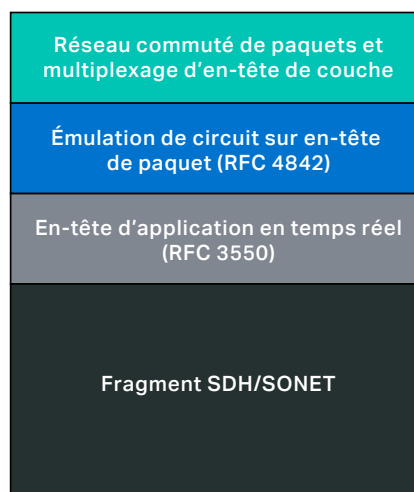 Réseau commuté de paquets et
multiplexage d'en-tête de couche
Émulation de circuit sur en-tête
de paquet (RFC 4842)
En-tête d'application en temps réel
(RFC 3550)
Fragment SDH/SONET